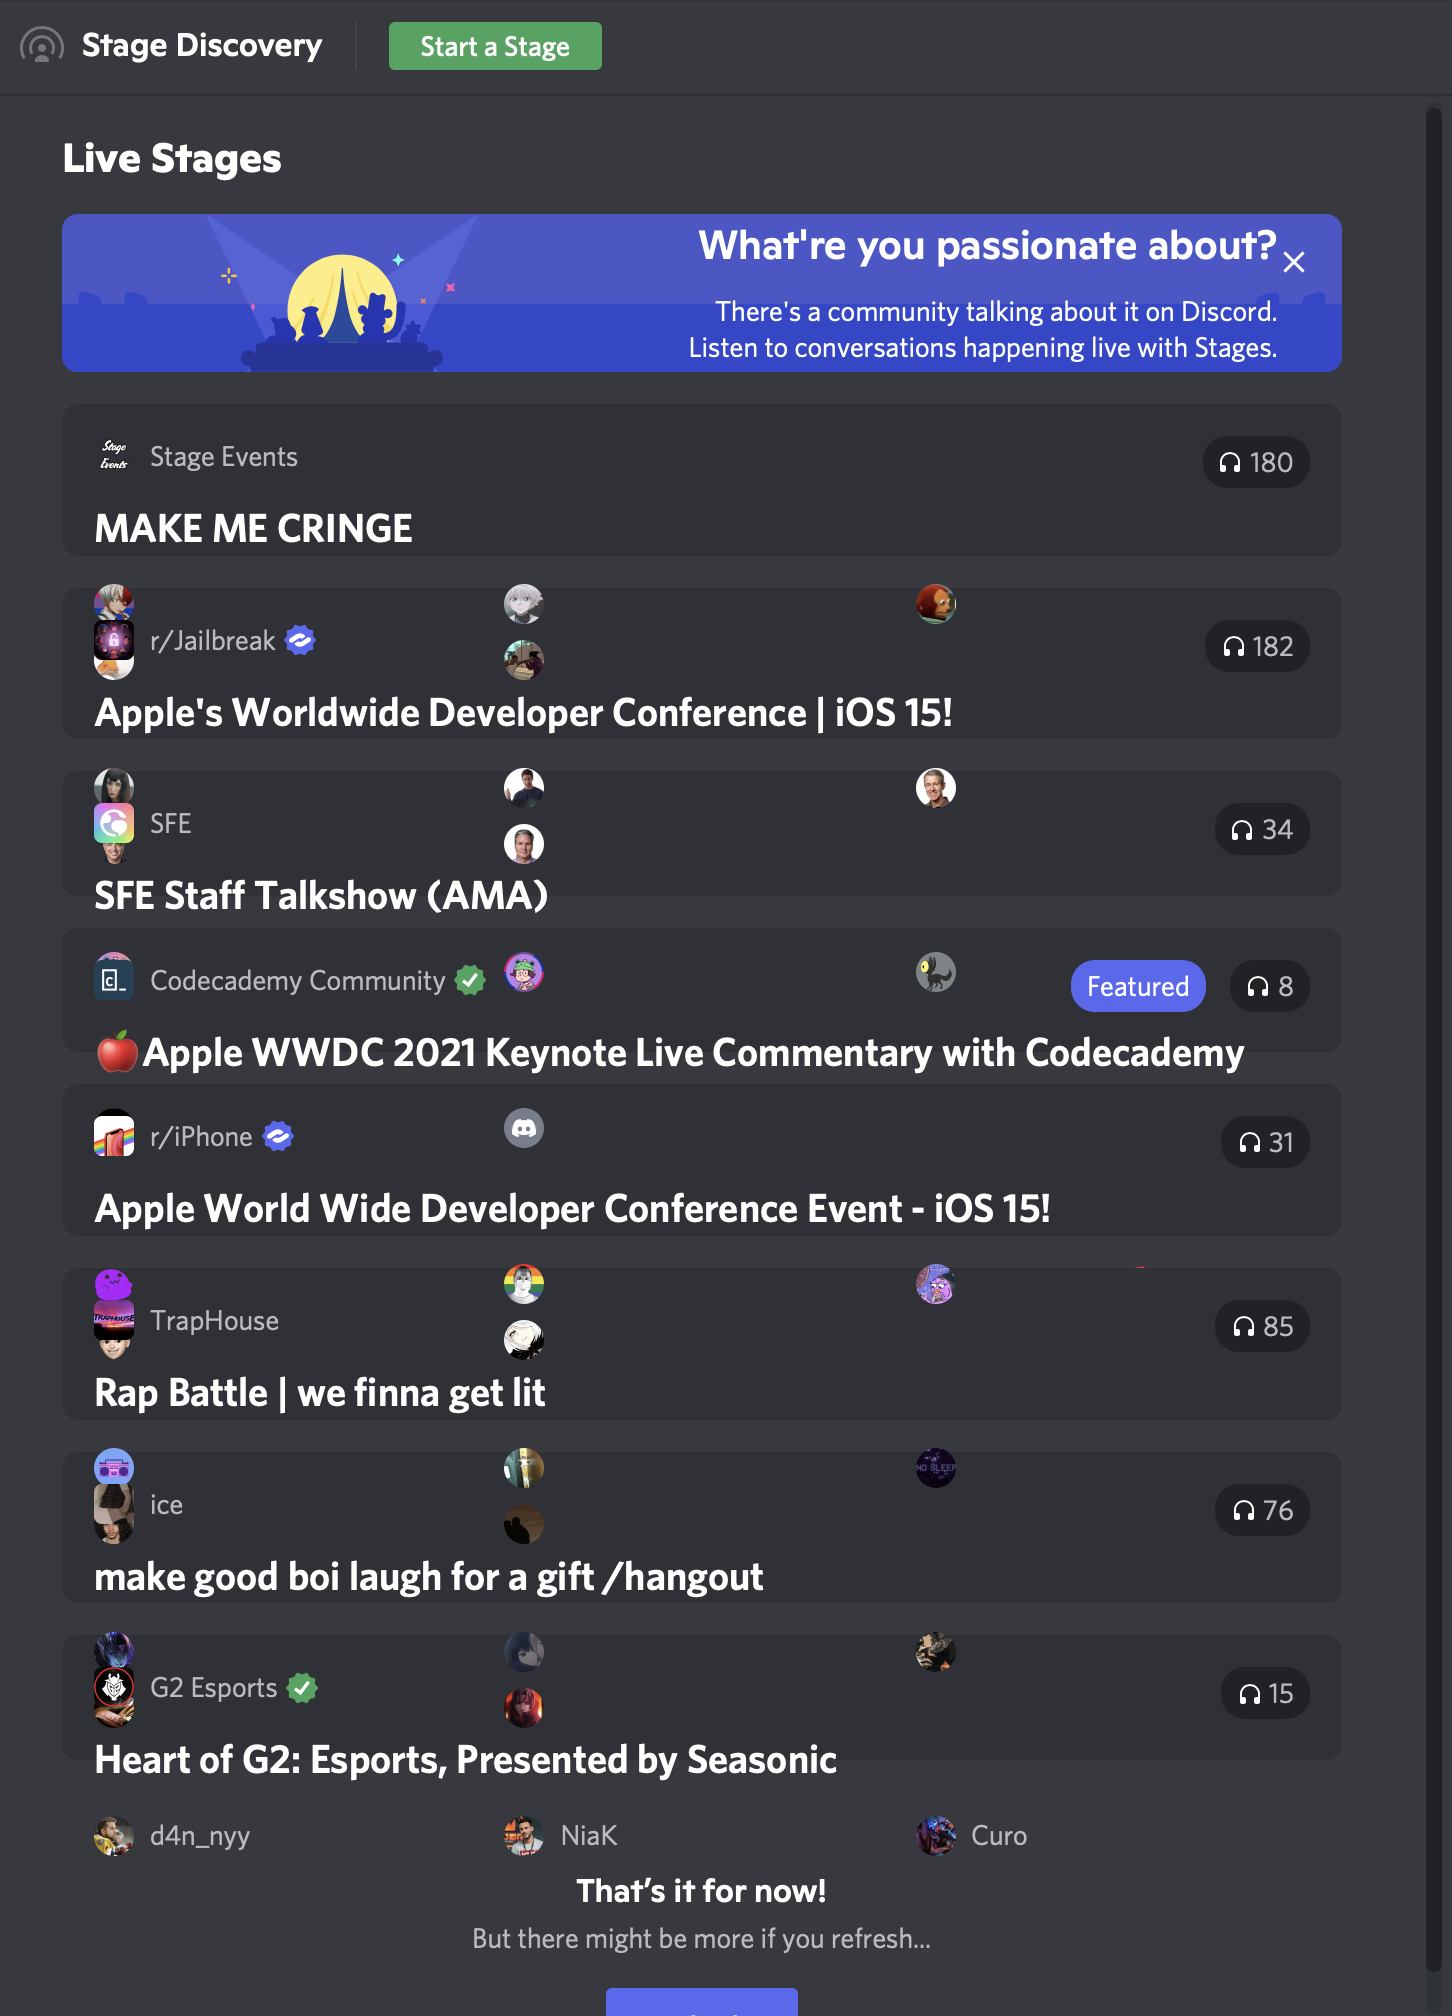 Stage Discovery
Start a Stage
Live Stages
What're you passionate about?
There's a community talking about it on Discord.
Listen to conversations happening live with Stages.
Stage Events
Stage Events
180
MAKE ME CRINGE
r/Jailbreak
182
Apple's Worldwide Developer Conference | iOS 15!
SFE
34
SFE Staff Talkshow (AMA)
Codecademy Community
Featured
8
🍎Apple WWDC 2021 Keynote Live Commentary with Codecademy
r/iPhone
31
Apple World Wide Developer Conference Event - iOS 15!
TRAPHOUSE
TrapHouse
85
Rap Battle | we finna get lit
NO SLEEP
ice
76
make good boi laugh for a gift /hangout
G2 Esports
15
Heart of G2: Esports, Presented by Seasonic
d4n_nyy
NiaK
Curo
That's it for now!
But there might be more if you refresh...